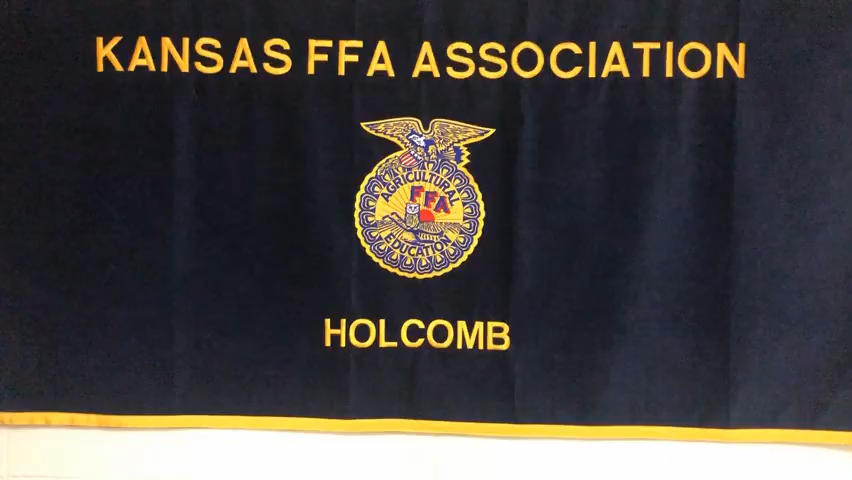 KANSAS FFA ASSOCIATION
AGRICULTURAL
FFA
EDUCATION
HOLCOMB